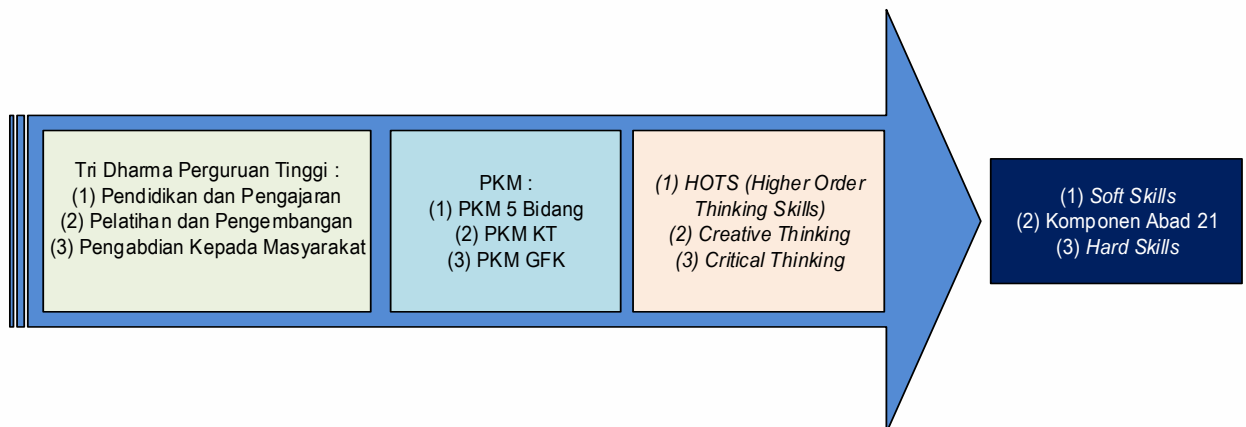 Tri Dharma Perguruan Tinggi :
(1) Pendidikan dan Pengajaran
(2) Pelatihan dan Pengembangan
(3) Pengabdian Kepada Masyarakat
PKM :
(1) PKM 5 Bidang
(2) PKM KT
(3) PKM GFK
(1) HOTS (Higher Order
Thinking Skills)
(2) Creative Thinking
(3) Critical Thinking
(1) Soft Skills
(2) Komponen Abad 21
(3) Hard Skills